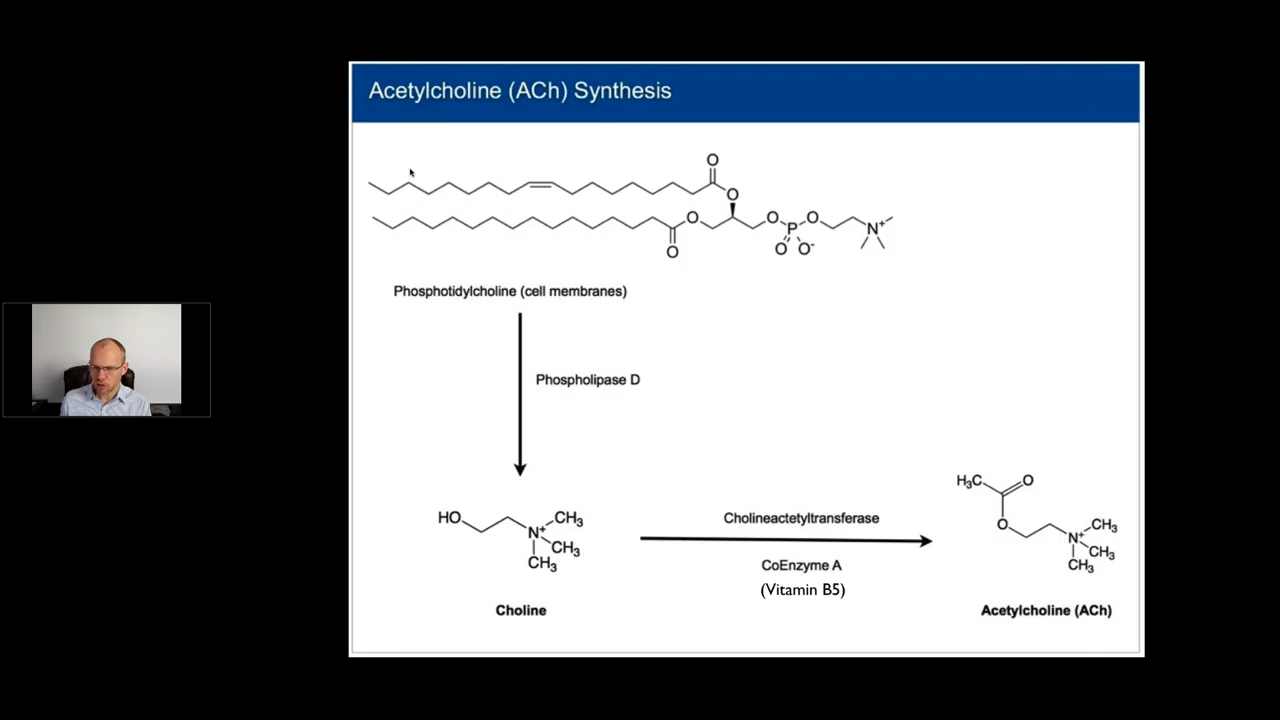 Acetylcholine (ACh) Synthesis
O
O
O
O
O
P
O
N+
O
O-
Phosphotidylcholine (cell membranes)
Phospholipase D
H3C
O
HO
CH3
N+
CH3
CH3
Cholineactetyltransferase
CoEnzyme A
(Vitamin B5)
O
CH3
N+
CH3
CH3
Choline
Acetylcholine (ACh)